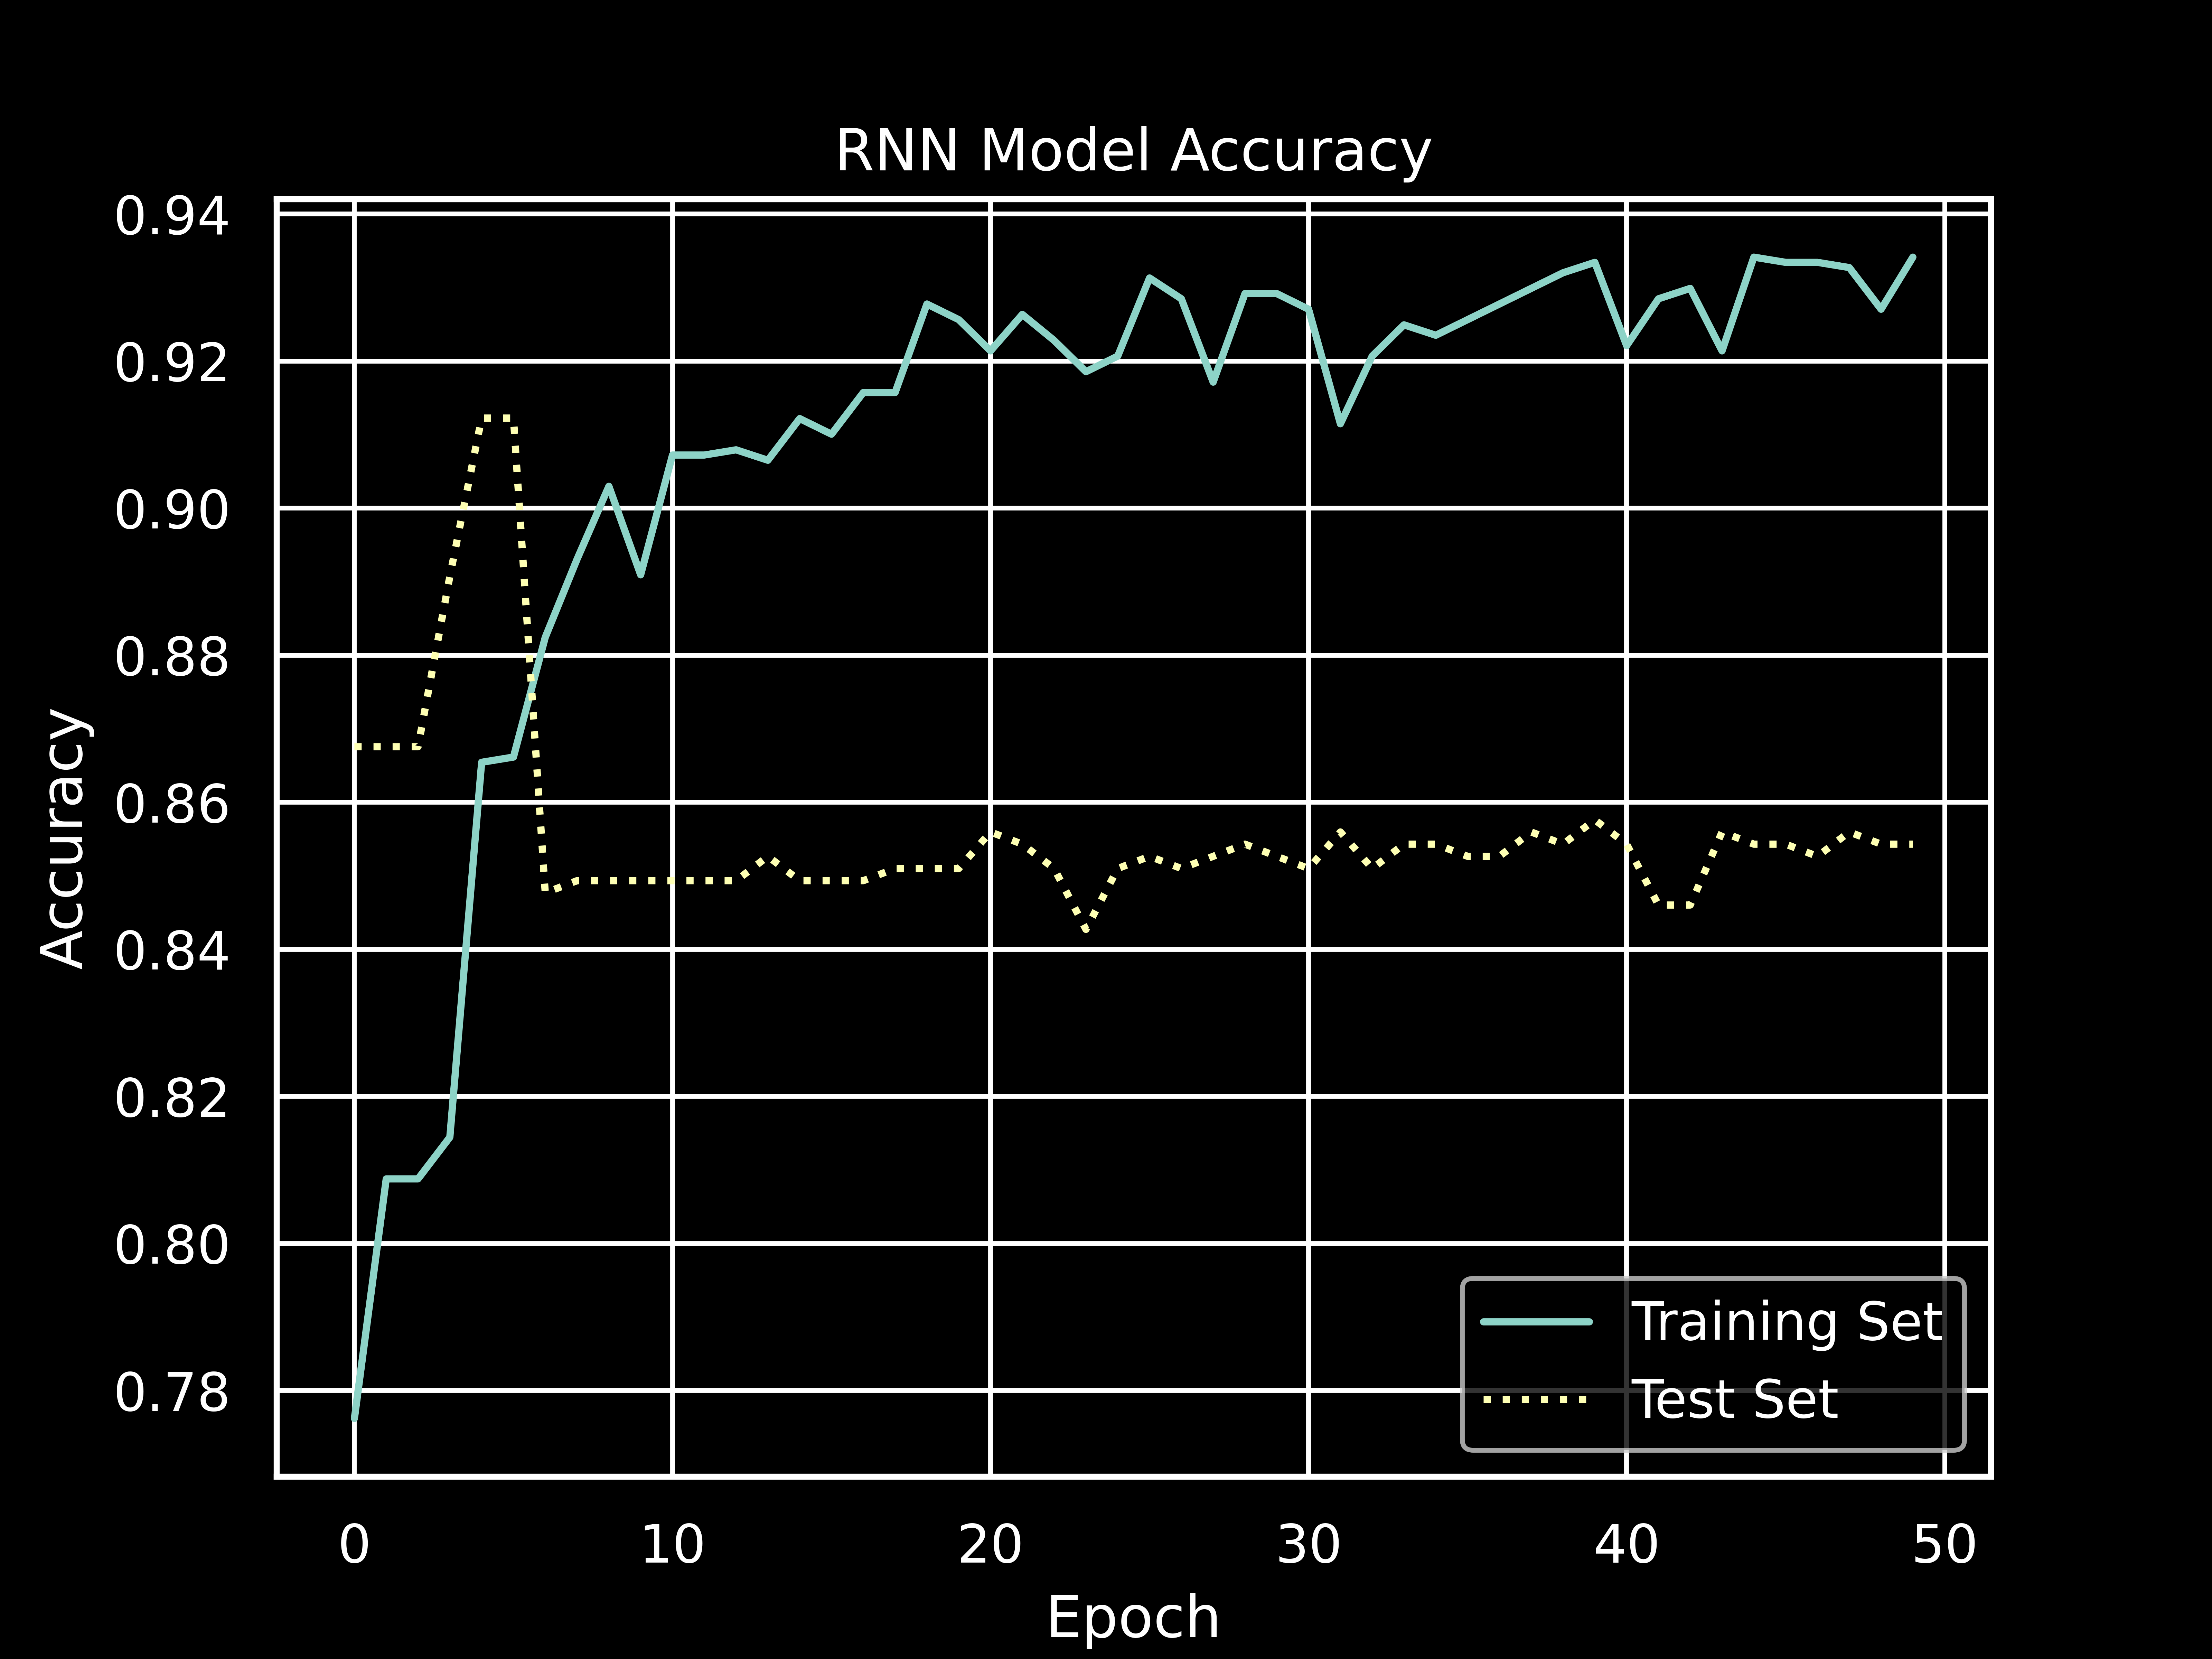 RNN Model Accuracy
0.94
0.92
0.90
0.88
0.86
0.84
0.82
0.80
0.78
Accuracy
Training Set
Test Set
0 10 20 30 40 50
Epoch